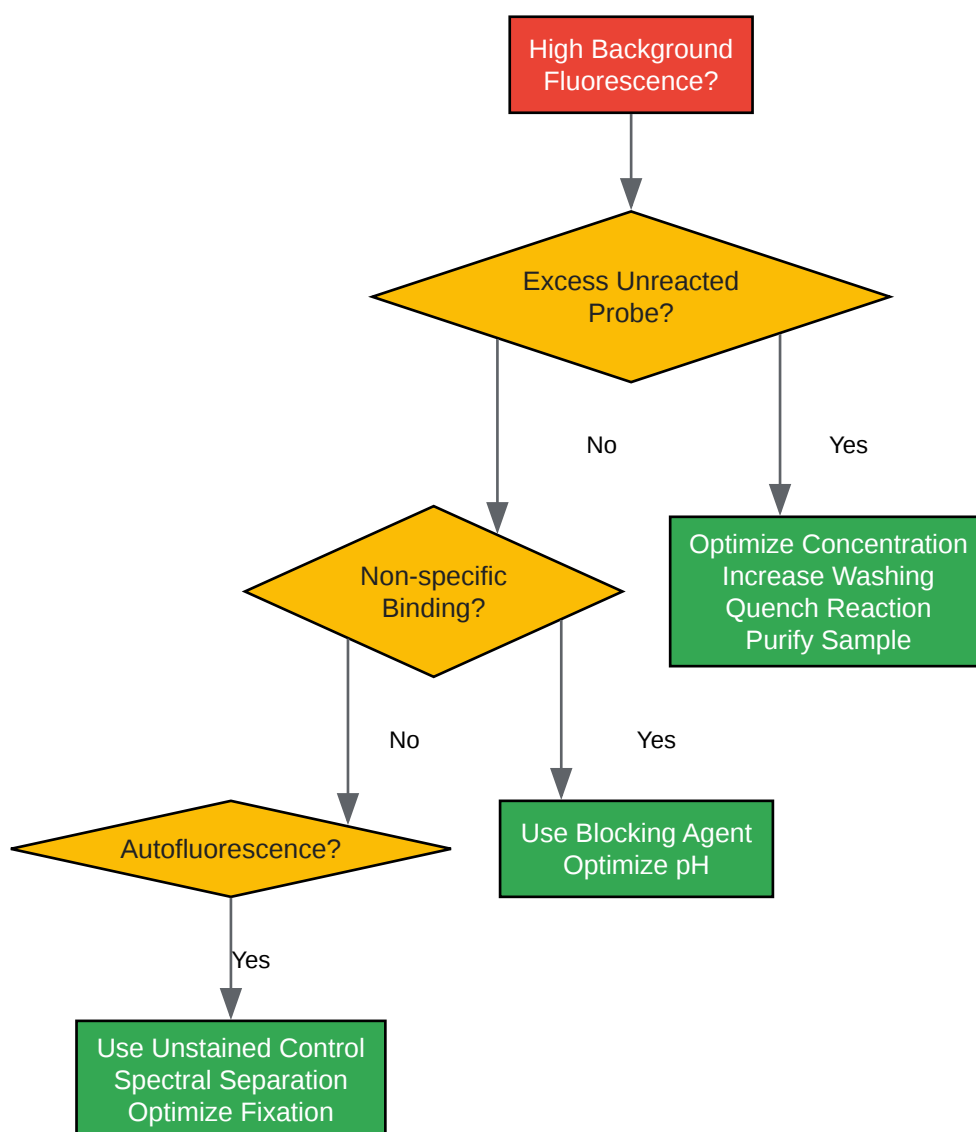 High Background
Fluorescence?
Excess Unreacted
Probe?
No
Yes
Optimize Concentration
Increase Washing
Quench Reaction
Purify Sample
Non-specific
Binding?
No
Yes
Use Blocking Agent
Optimize pH
Autofluorescence?
Yes
Use Unstained Control
Spectral Separation
Optimize Fixation